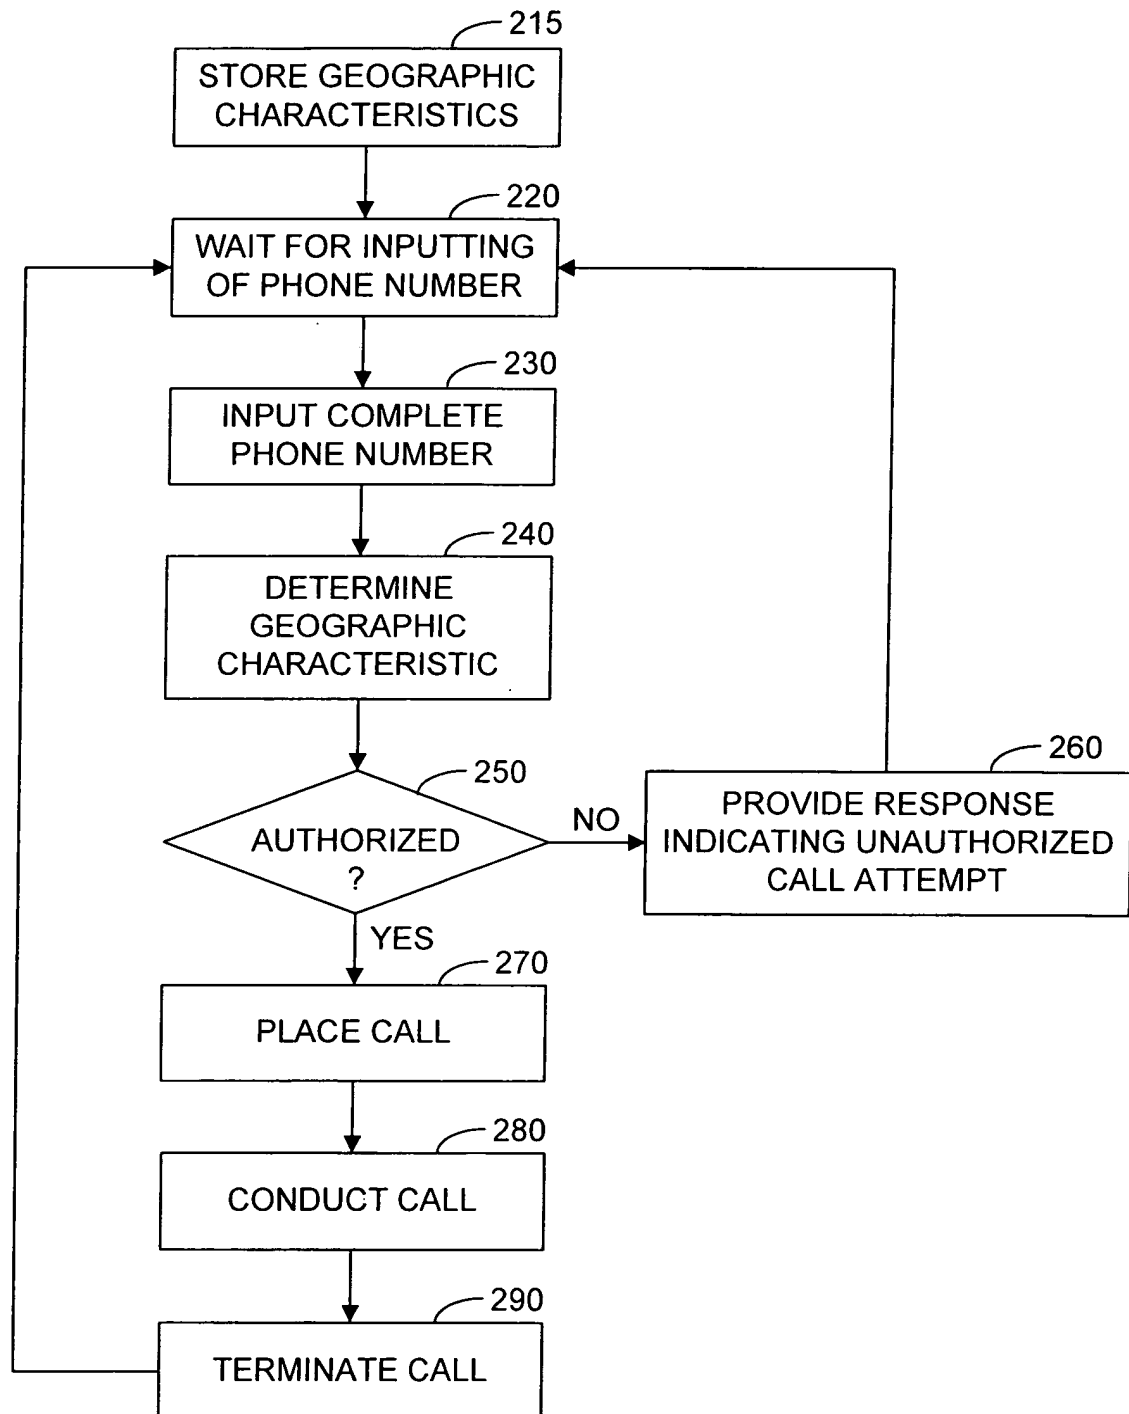 215
STORE GEOGRAPHIC
CHARACTERISTICS
220
WAIT FOR INPUTTING
OF PHONE NUMBER
230
INPUT COMPLETE
PHONE NUMBER
240
DETERMINE
GEOGRAPHIC
CHARACTERISTIC
250
AUTHORIZED
?
NO
260
PROVIDE RESPONSE
INDICATING UNAUTHORIZED
CALL ATTEMPT
YES
270
PLACE CALL
280
CONDUCT CALL
290
TERMINATE CALL